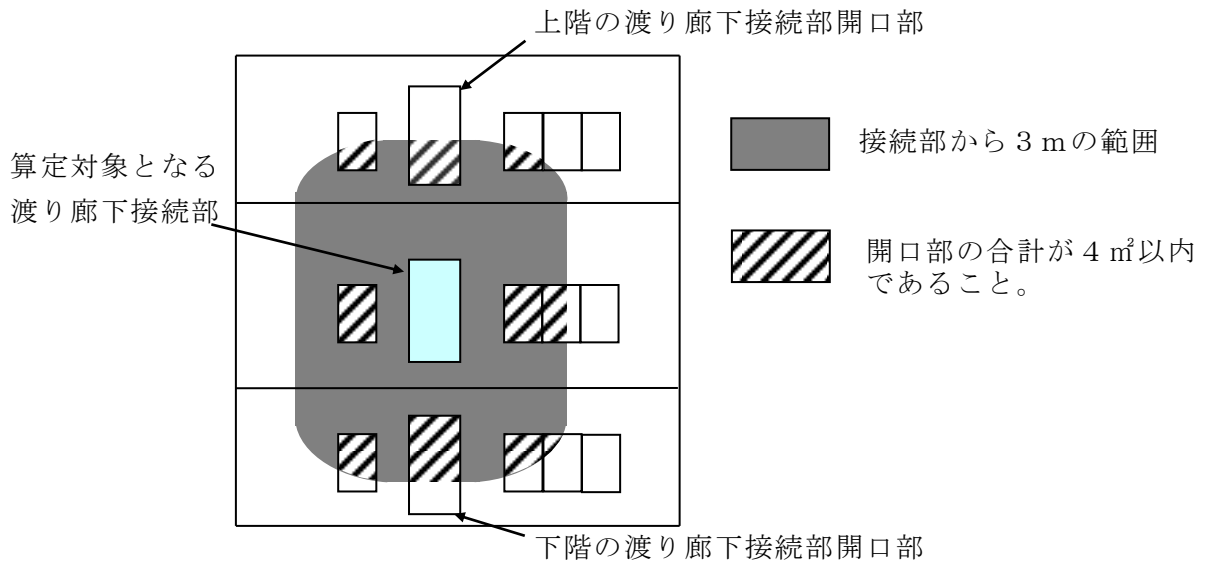 上階の渡り廊下接続部開口部
接続部から３ｍの範囲
算定対象となる
渡り廊下接続部
開口部の合計が４㎡以内
であること。
下階の渡り廊下接続部開口部